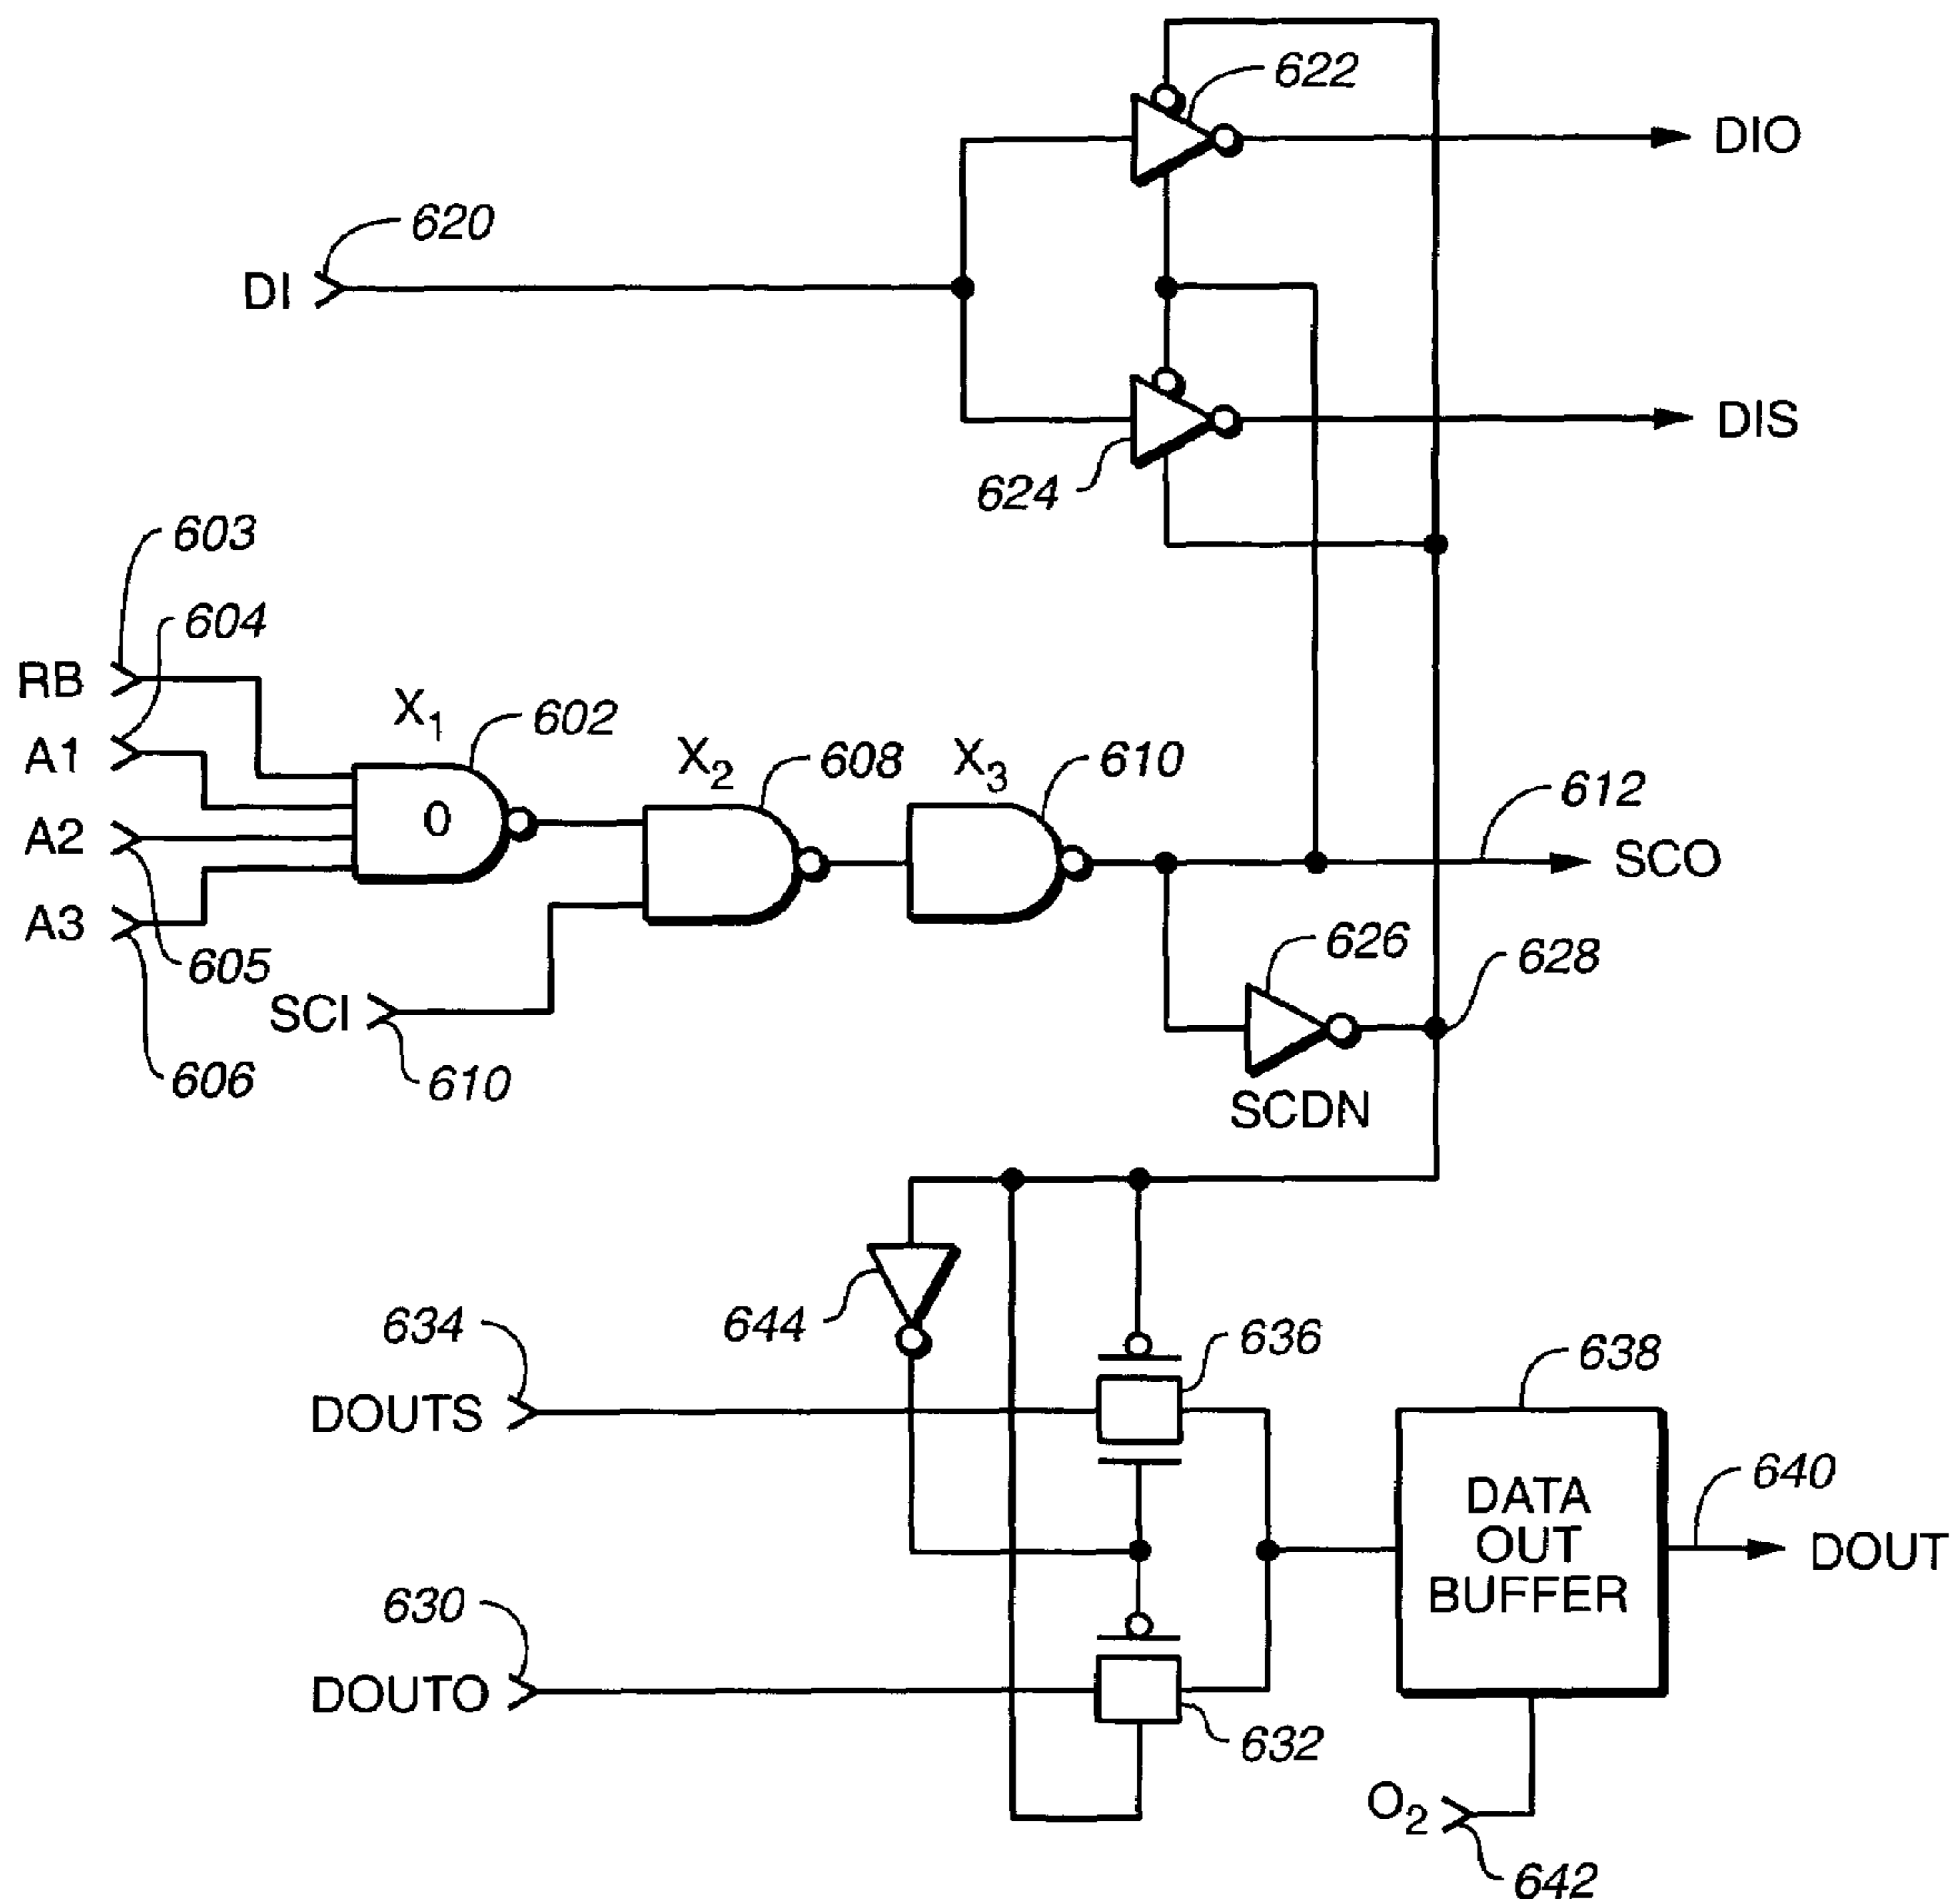 622
DIO
620
DI
DIS
624
603
604
RB
X1
602
A1
X2
608
X3
610
612
0
A2
SCO
A3
605
626
628
SCI
606
610
SCDN
644
634
636
638
DOUTS
640
DATA
OUT
BUFFER
DOUT
630
DOUTO
632
O2
642